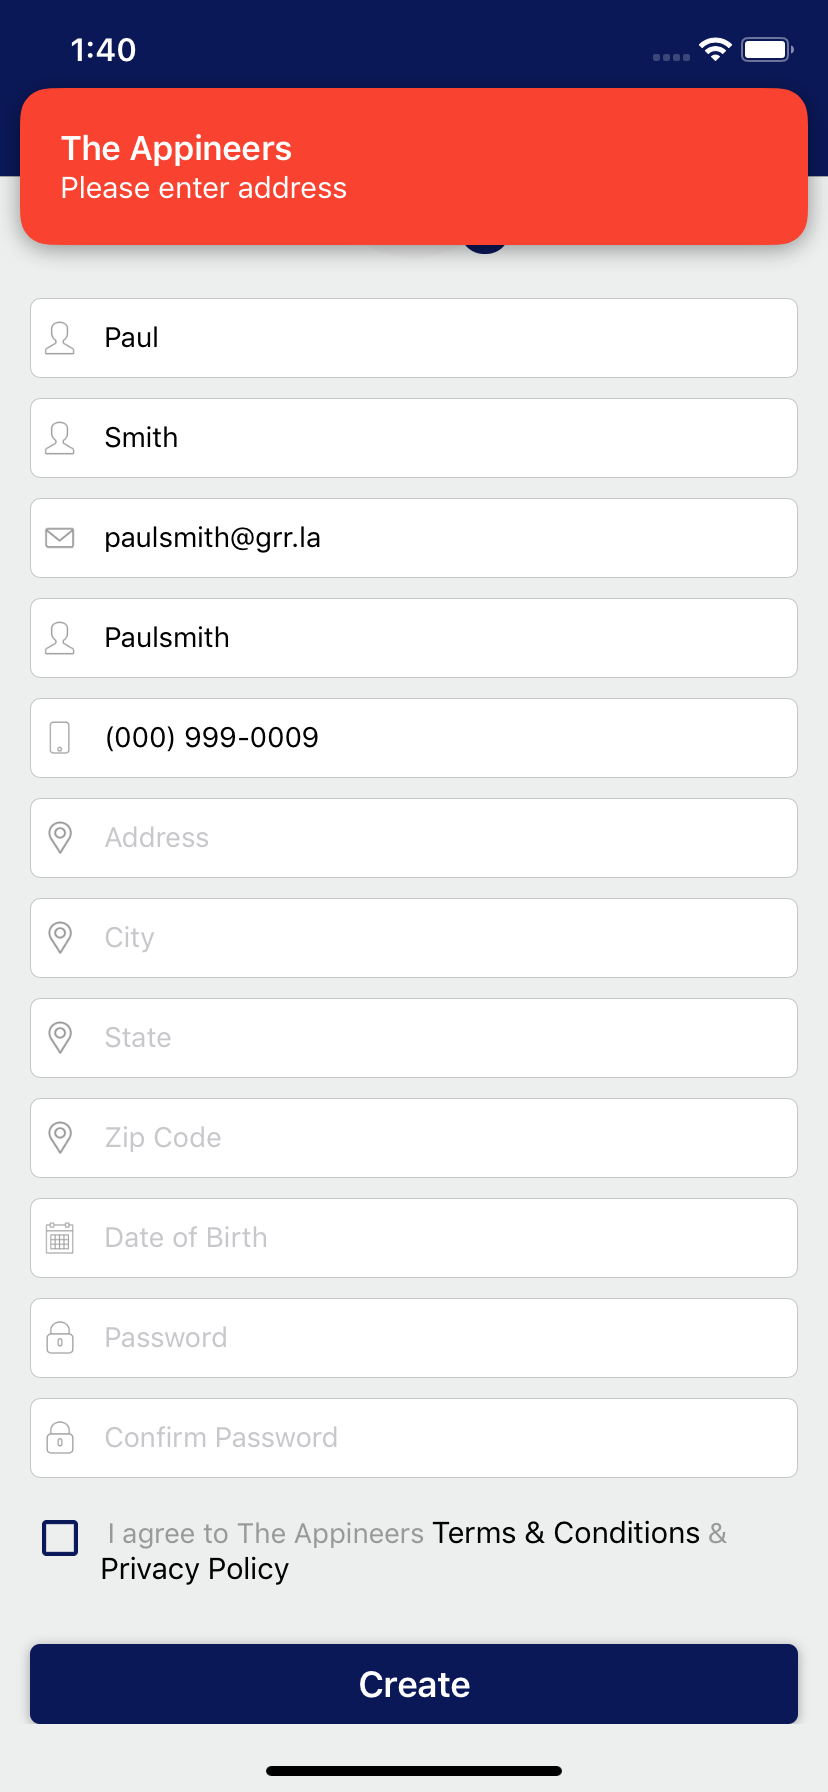 1:40
The Appineers
Please enter address
Paul
Smith
paulsmith@grr.la
Paulsmith
(000) 999-0009
Address
City
State
Zip Code
Date of Birth
Password
Confirm Password
I agree to The Appineers Terms & Conditions &
Privacy Policy
Create